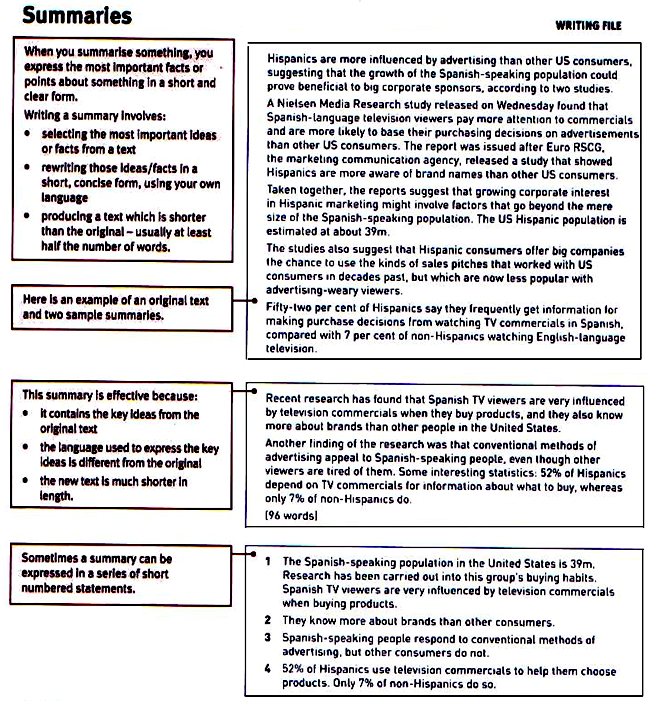 Summaries
WRITING FILE
When you summarise something, you
express the most important facts or
points about something in a short and
clear form.
Writing a summary involves:
• selecting the most important ideas
or facts from a text
• rewriting those ideas/facts in a
short, concise form, using your own
language
• producing a text which is shorter
than the original – usually at least
half the number of words.
Here is an example of an original text
and two sample summaries.
Hispanics are more influenced by advertising than other US consumers,
suggesting that the growth of the Spanish-speaking population could
prove beneficial to big corporate sponsors, according to two studies.
A Nielsen Media Research study released on Wednesday found that
Spanish-language television viewers pay more attention to commercials
and are more likely to base their purchasing decisions on advertisements
than other US consumers. The report was issued after Euro RSCG,
the marketing communication agency, released a study that showed
Hispanics are more aware of brand names than other US consumers.
Taken together, the reports suggest that growing corporate interest
in Hispanic marketing might involve factors that go beyond the mere
size of the Spanish-speaking population. The US Hispanic population is
estimated at about 39m.
The studies also suggest that Hispanic consumers offer big companies
the chance to use the kinds of sales pitches that worked with US
consumers in decades past, but which are now less popular with
advertising-weary viewers.
Fifty-two per cent of Hispanics say they frequently get information for
making purchase decisions from watching TV commercials in Spanish,
compared with 7 per cent of non-Hispanics watching English-language
television.
This summary is effective because:
• it contains the key ideas from the
original text
• the language used to express the key
ideas is different from the original
• the new text is much shorter in
length.
Recent research has found that Spanish TV viewers are very influenced
by television commercials when they buy products, and they also know
more about brands than other people in the United States.
Another finding of the research was that conventional methods of
advertising appeal to Spanish-speaking people, even though other
viewers are tired of them. Some interesting statistics: 52% of Hispanics
depend on TV commercials for information about what to buy, whereas
only 7% of non-Hispanics do.
(96 words)
Sometimes a summary can be
expressed in a series of short
numbered statements.
1 The Spanish-speaking population in the United States is 39m.
Research has been carried out into this group's buying habits.
Spanish TV viewers are very influenced by television commercials
when buying products.
2 They know more about brands than other consumers.
3 Spanish-speaking people respond to conventional methods of
advertising, but other consumers do not.
4 52% of Hispanics use television commercials to help them choose
products. Only 7% of non-Hispanics do so.